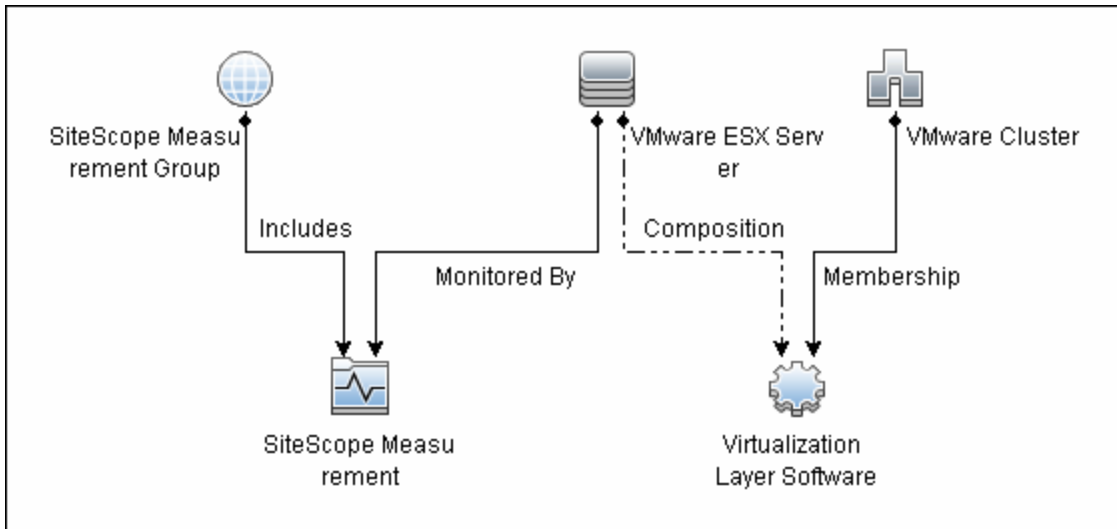 SiteScope Measu
rement Group
VMware ESX Serv
er
VMware Cluster
Includes
Composition
Monitored By
Membership
SiteScope Measu
rement
Virtualization
Layer Software